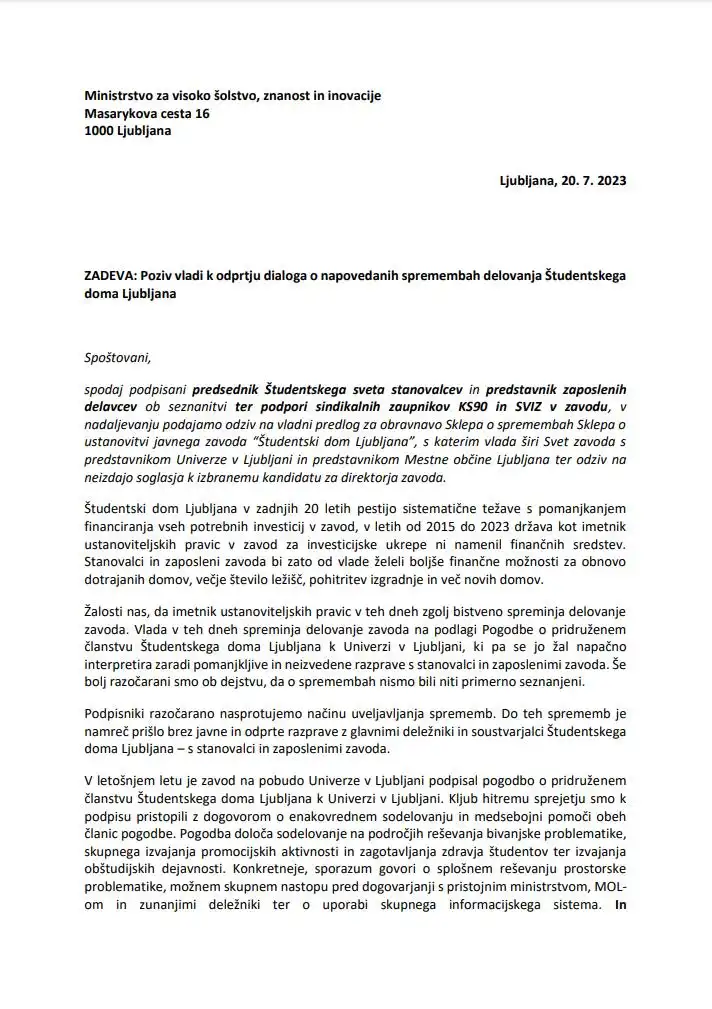 Ministrstvo za visoko šolstvo, znanost in inovacije
Masarykova cesta 16
1000 Ljubljana
Ljubljana, 20. 7. 2023
ZADEVA: Poziv vladi k odprtju dialoga o napovedanih spremembah delovanja Študentskega
doma Ljubljana
Spoštovani,
spodaj podpisani predsednik Študentskega sveta stanovalcev in predstavnik zaposlenih
delavcev ob seznanitvi ter podpori sindikalnih zaupnikov KS90 in SVIZ v zavodu, v
nadaljevanju podajamo odziv na vladni predlog za obravnavo Sklepa o spremembah Sklepa o
ustanovitvi javnega zavoda “Študentski dom Ljubljana”, s katerim vlada širi Svet zavoda s
predstavnikom Univerze v Ljubljani in predstavnikom Mestne občine Ljubljana ter odziv na
neizdajo soglasja k izbranemu kandidatu za direktorja zavoda.
Študentski dom Ljubljana v zadnjih 20 letih pestijo sistematične težave s pomanjkanjem
financiranja vseh potrebnih investicij v zavod, v letih od 2015 do 2023 država kot imetnik
ustanoviteljskih pravic v zavod za investicijske ukrepe ni namenil finančnih sredstev.
Stanovalci in zaposleni zavoda bi zato od vlade želeli boljše finančne možnosti za obnovo
dotrajanih domov, večje število ležišč, pohitritev izgradnje in več novih domov.
Žalosti nas, da imetnik ustanoviteljskih pravic v teh dneh zgolj bistveno spreminja delovanje
zavoda. Vlada v teh dneh spreminja delovanje zavoda na podlagi Pogodbe o pridruženem
članstvu Študentskega doma Ljubljana k Univerzi v Ljubljani, ki pa se jo žal napačno
interpretira zaradi pomanjkljive in neizvedene razprave s stanovalci in zaposlenimi zavoda. Še
bolj razočarani smo ob dejstvu, da o spremembah nismo bili niti primerno seznanjeni.
Podpisniki razočarano nasprotujemo načinu uveljavljanja sprememb. Do teh sprememb je
namreč prišlo brez javne in odprte razprave z glavnimi deležniki in soustvarjalci Študentskega
doma Ljubljana – s stanovalci in zaposlenimi zavoda.
V letošnjem letu je zavod na pobudo Univerze v Ljubljani podpisal pogodbo o pridruženem
članstvu Študentskega doma Ljubljana k Univerzi v Ljubljani. Kljub hitremu sprejetju smo k
podpisu pristopili z dogovorom o enakovrednem sodelovanju in medsebojni pomoči obeh
članic pogodbe. Pogodba določa sodelovanje na področjih reševanja bivanjske problematike,
skupnega izvajanja promocijskih aktivnosti in zagotavljanja zdravja študentov ter izvajanja
obštudijskih dejavnosti. Konkretneje, sporazum govori o splošnem reševanju prostorske
problematike, možnem skupnem nastopu pred dogovarjanji s pristojnim ministrstvom, MOL-
om in zunanjimi deležniki ter o uporabi skupnega informacijskega sistema. In